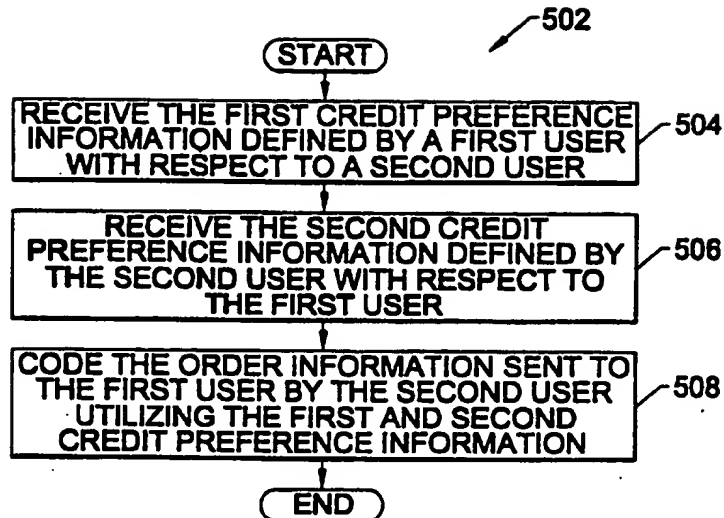 502
START
RECEIVE THE FIRST CREDIT PREFERENCE
INFORMATION DEFINED BY A FIRST USER
WITH RESPECT TO A SECOND USER
504
RECEIVE THE SECOND CREDIT
PREFERENCE INFORMATION DEFINED BY
THE SECOND USER WITH RESPECT TO
THE FIRST USER
506
CODE THE ORDER INFORMATION SENT TO
THE FIRST USER BY THE SECOND USER
UTILIZING THE FIRST AND SECOND
CREDIT PREFERENCE INFORMATION
508
END